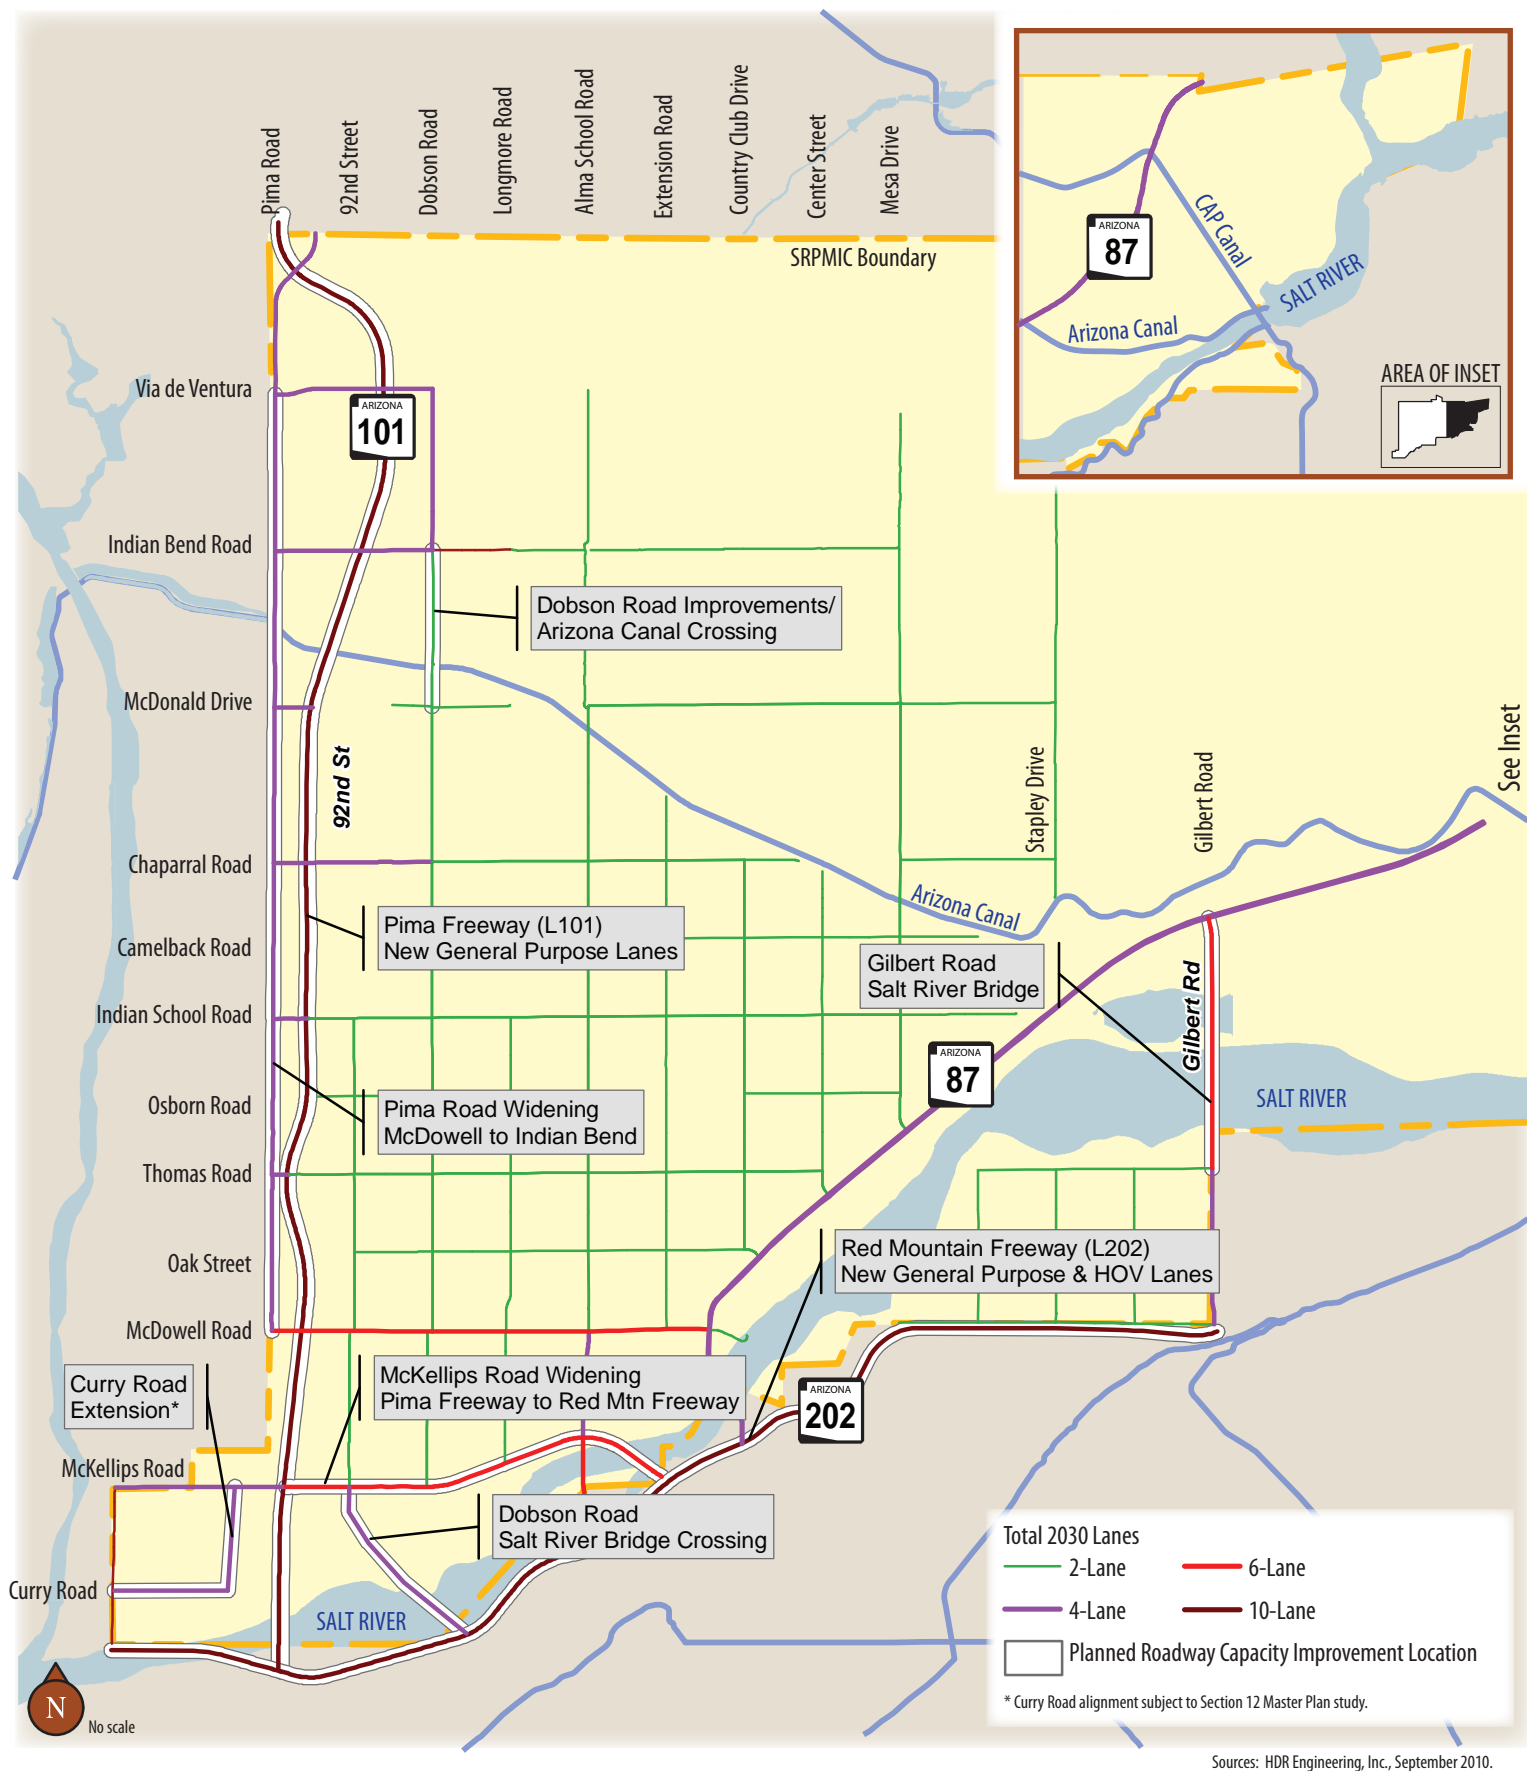 Pima Road
92nd Street
Dobson Road
Longmore Road
Alma School Road
Extension Road
Country Club Drive
Center Street
Mesa Drive
SRPMIC Boundary
ARIZONA
87
CAP Canal
SALT RIVER
Arizona Canal
AREA OF INSET
Via de Ventura
ARIZONA
101
Indian Bend Road
Dobson Road Improvements/
Arizona Canal Crossing
McDonald Drive
92nd St
Stapley Drive
Gilbert Road
See Inset
Chaparral Road
Arizona Canal
Pima Freeway (L101)
New General Purpose Lanes
Camelback Road
Gilbert Road
Salt River Bridge
Gilbert Rd
Indian School Road
ARIZONA
87
Osborn Road
Pima Road Widening
McDowell to Indian Bend
SALT RIVER
Thomas Road
Oak Street
Red Mountain Freeway (L202)
New General Purpose & HOV Lanes
McDowell Road
Curry Road
Extension*
McKellips Road Widening
Pima Freeway to Red Mtn Freeway
ARIZONA
202
McKellips Road
Dobson Road
Salt River Bridge Crossing
Curry Road
SALT RIVER
Total 2030 Lanes
2-Lane
6-Lane
4-Lane
10-Lane
Planned Roadway Capacity Improvement Location
* Curry Road alignment subject to Section 12 Master Plan study.
N
No scale
Sources: HDR Engineering, Inc., September 2010.